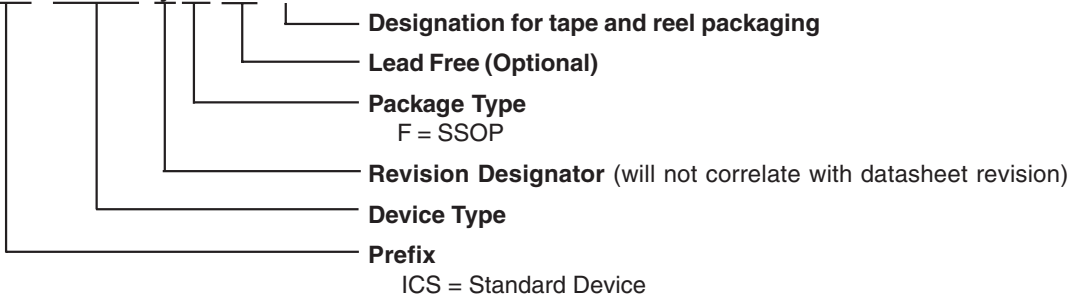 Designation for tape and reel packaging
Lead Free (Optional)
Package Type
F = SSOP
Revision Designator (will not correlate with datasheet revision)
Device Type
Prefix
ICS = Standard Device